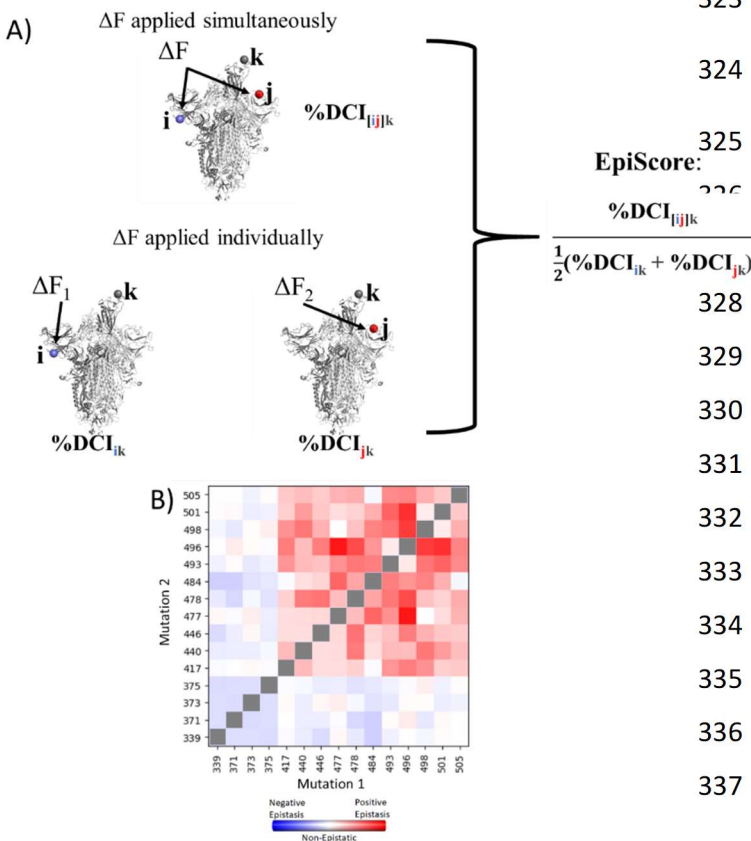 A)
ΔF applied simultaneously
ΔF
k
j
i
%DCI[ij]k
ΔF applied individually
ΔF1
k
i
%DCIik
ΔF2
k
j
%DCIjk
EpiScore:
%DCI[ij]k
1/2(%DCIik + %DCIjk)
324
325
328
329
330
331
332
333
334
335
336
337
B)
Mutation 2
505
501
498
496
493
484
478
477
446
440
417
375
373
371
339
339 371 373 375 417 440 446 477 478 484 493 496 498 501 505
Mutation 1
Negative Epistasis
Positive Epistasis
Non-Epistatic